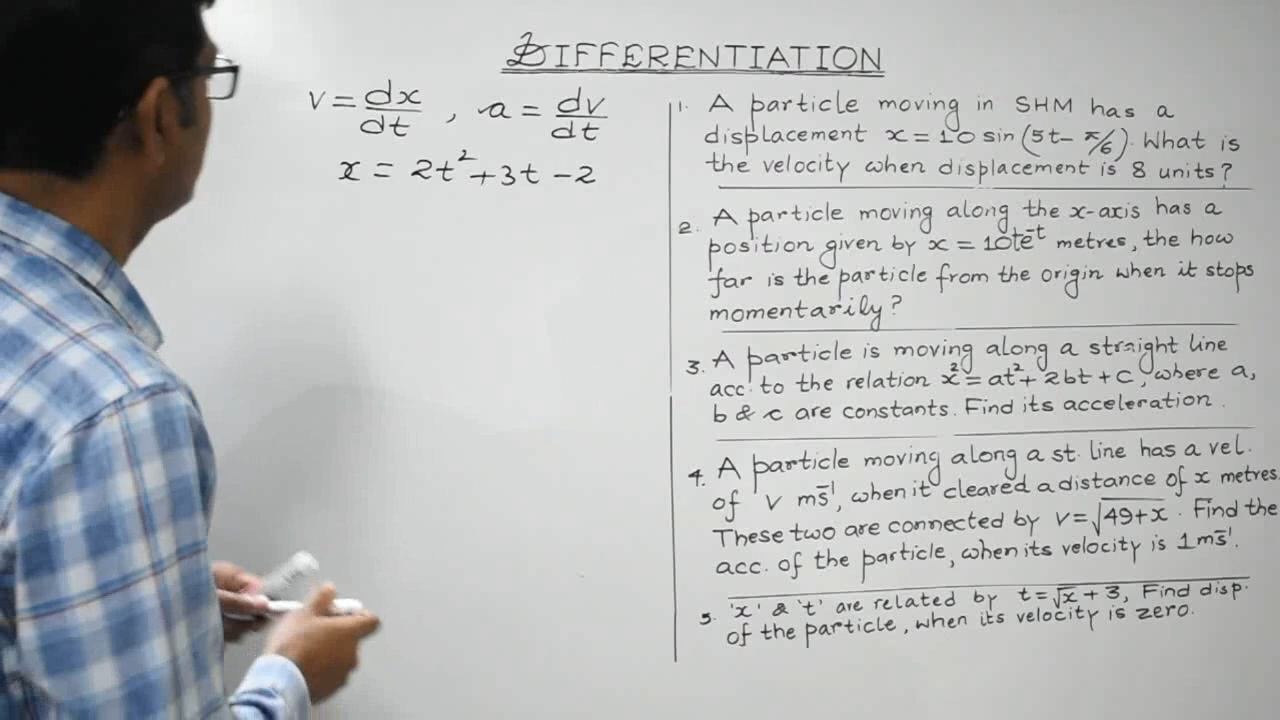 DIFFERENTIATION
v = dx/dt , a = dv/dt
x = 2t² + 3t - 2
1. A particle moving in SHM has a
displacement x = 10 sin (5t - π/6). What is
the velocity when displacement is 8 units?
2. A particle moving along the x-axis has a
position given by x = 10te⁻ᵗ metres, the how
far is the particle from the origin when it stops
momentarily?
3. A particle is moving along a straight line
acc. to the relation x² = at² + 2bt + c, where a,
b & c are constants. Find its acceleration.
4. A particle moving along a st. line has a vel.
of v ms⁻¹, when it cleared a distance of x metres.
These two are connected by v = √(49+x). Find the
acc. of the particle, when its velocity is 1 ms⁻¹.
5. 'x' & 't' are related by t = √x + 3, Find disp.
of the particle, when its velocity is zero.